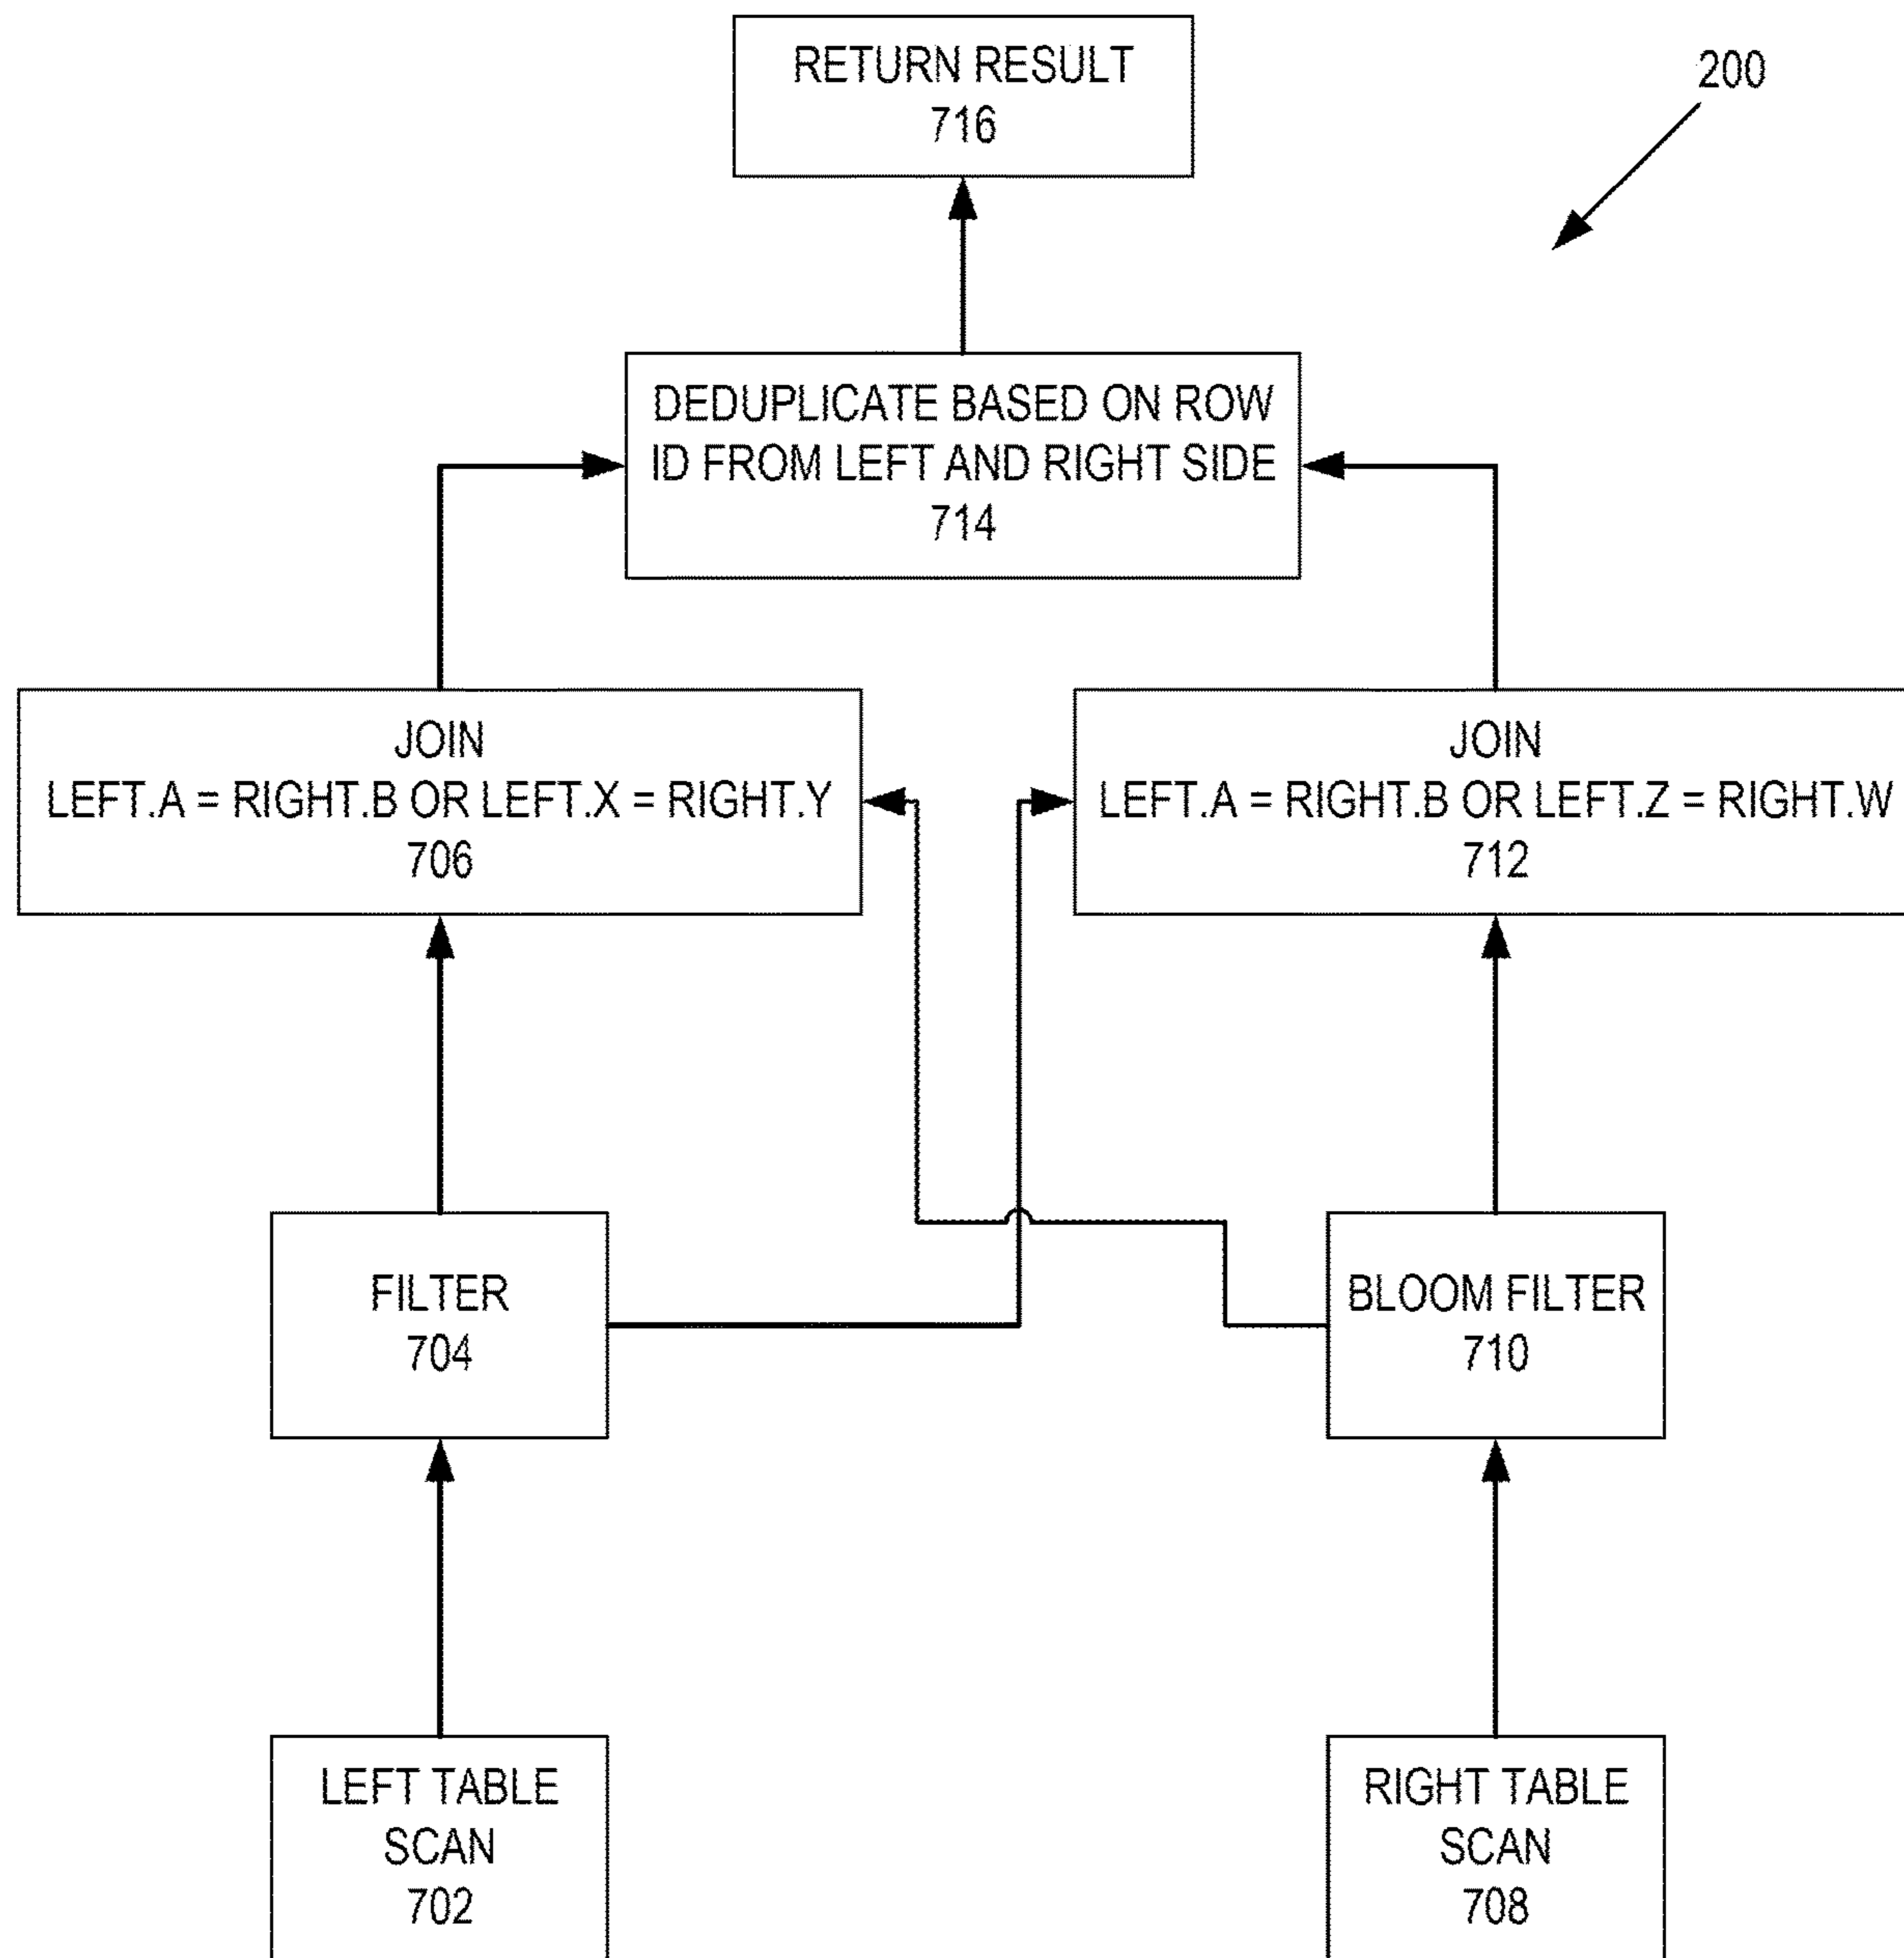 RETURN RESULT
716
200
DEDUPLICATE BASED ON ROW
ID FROM LEFT AND RIGHT SIDE
714
JOIN
LEFT.A = RIGHT.B OR LEFT.X = RIGHT.Y
706
JOIN
LEFT.A = RIGHT.B OR LEFT.Z = RIGHT.W
712
FILTER
704
BLOOM FILTER
710
LEFT TABLE
SCAN
702
RIGHT TABLE
SCAN
708